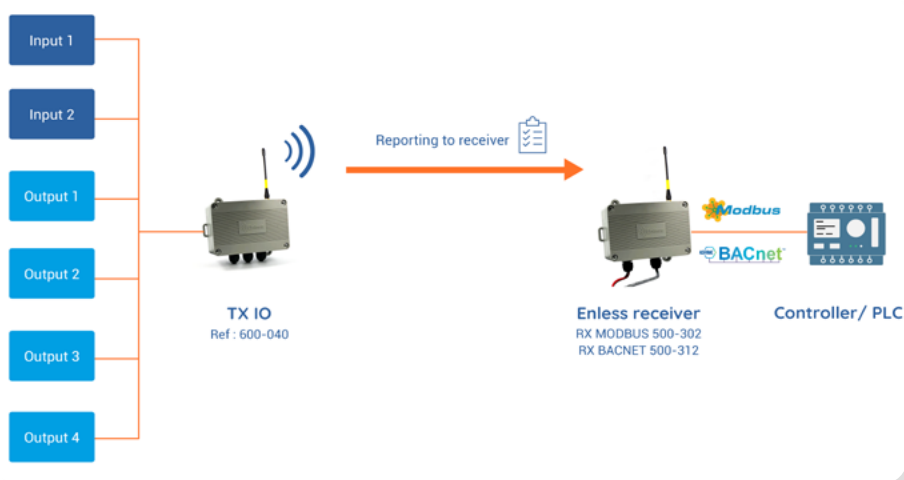 Input 1
Input 2
Output 1
Output 2
Output 3
Output 4
Reporting to receiver
TX IO
Ref : 600-040
Modbus
BACnet
Enless receiver
RX MODBUS 500-302
RX BACNET 500-312
Controller/ PLC